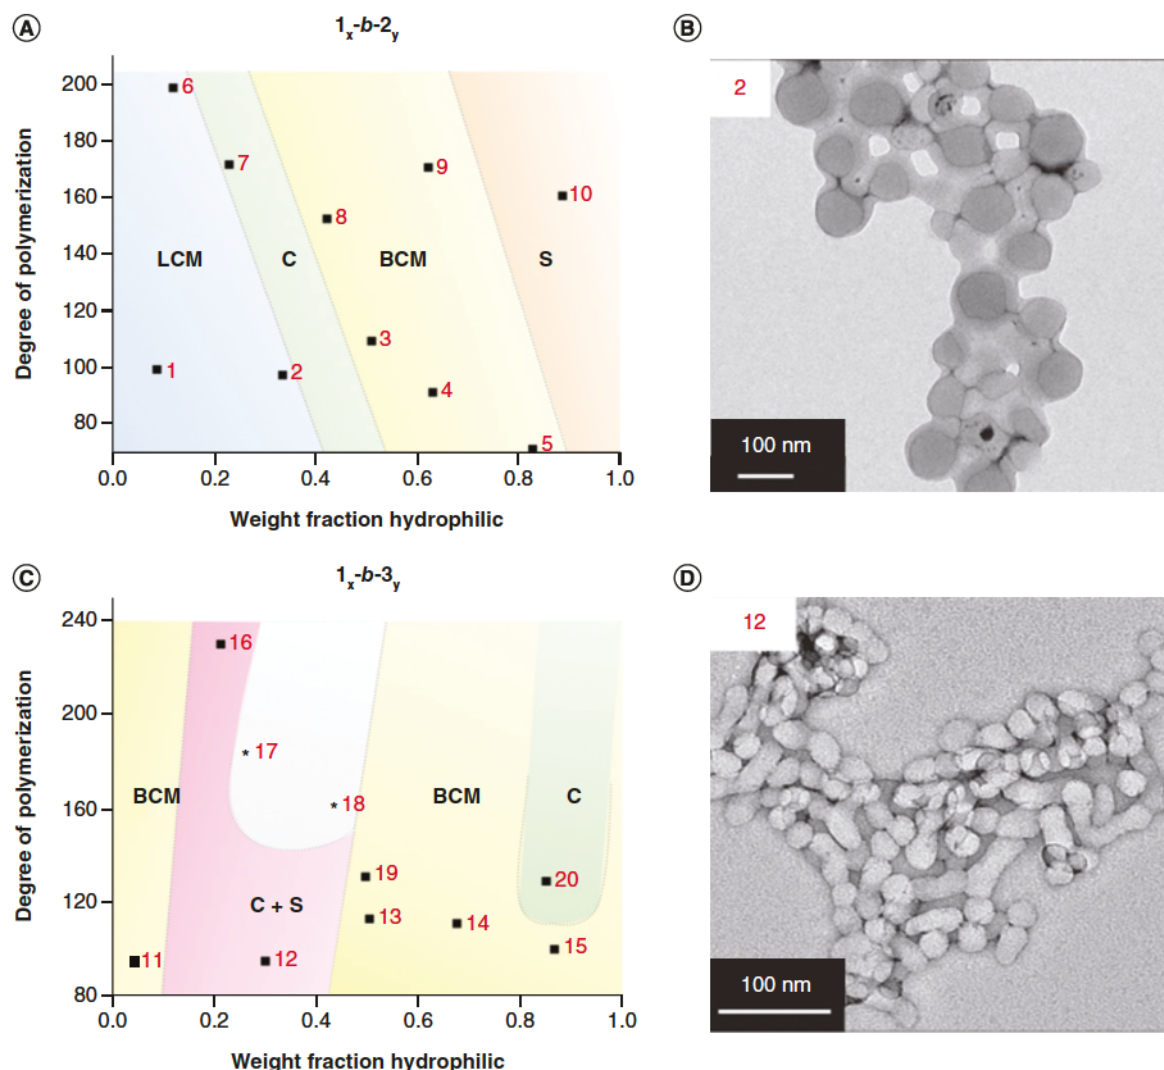 A
1x-b-2y
Degree of polymerization
200
180
160
140
120
100
80
0.0 0.2 0.4 0.6 0.8 1.0
Weight fraction hydrophilic
LCM C BCM S
6
7
9
10
8
3
1
2
4
5
B
2
100 nm
C
1x-b-3y
Degree of polymerization
240
200
160
120
80
0.0 0.2 0.4 0.6 0.8 1.0
Weight fraction hydrophilic
16
* 17
* 18
BCM BCM C
C + S
19
20
13
14
15
11
12
D
12
100 nm